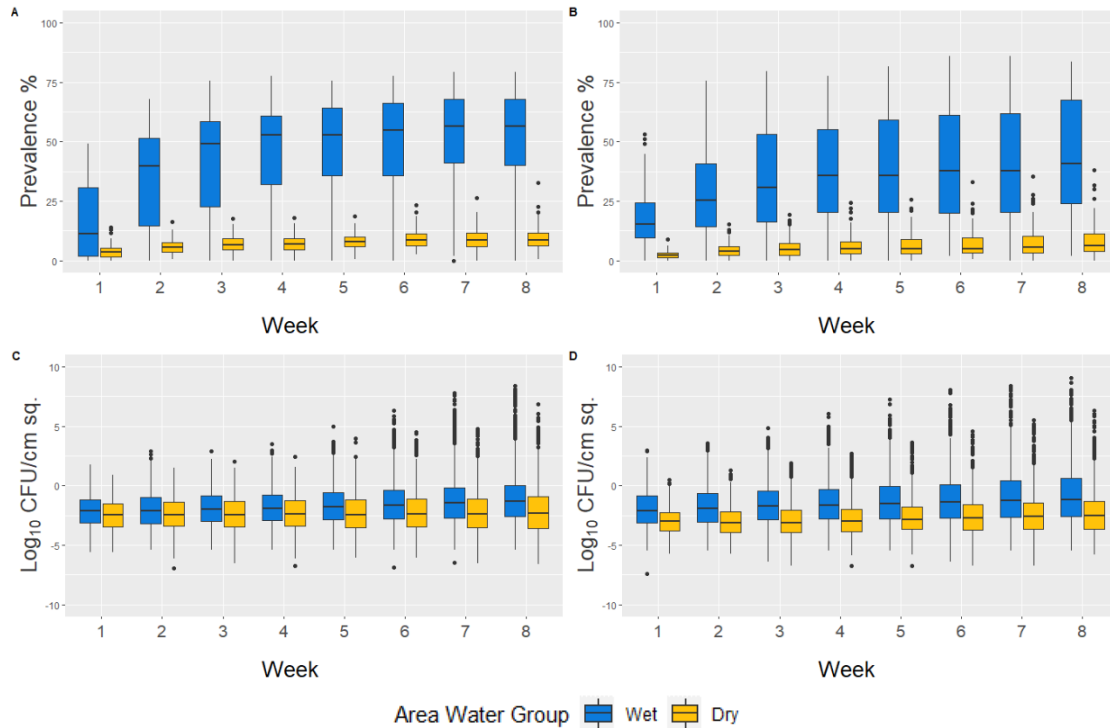 A
B
100
75
50
25
0
Prevalence %
1 2 3 4 5 6 7 8
Week
100
75
50
25
0
Prevalence %
1 2 3 4 5 6 7 8
Week
C
D
10
5
0
-5
-10
Log10 CFU/cm sq.
1 2 3 4 5 6 7 8
Week
10
5
0
-5
-10
Log10 CFU/cm sq.
1 2 3 4 5 6 7 8
Week
Area Water Group Wet Dry